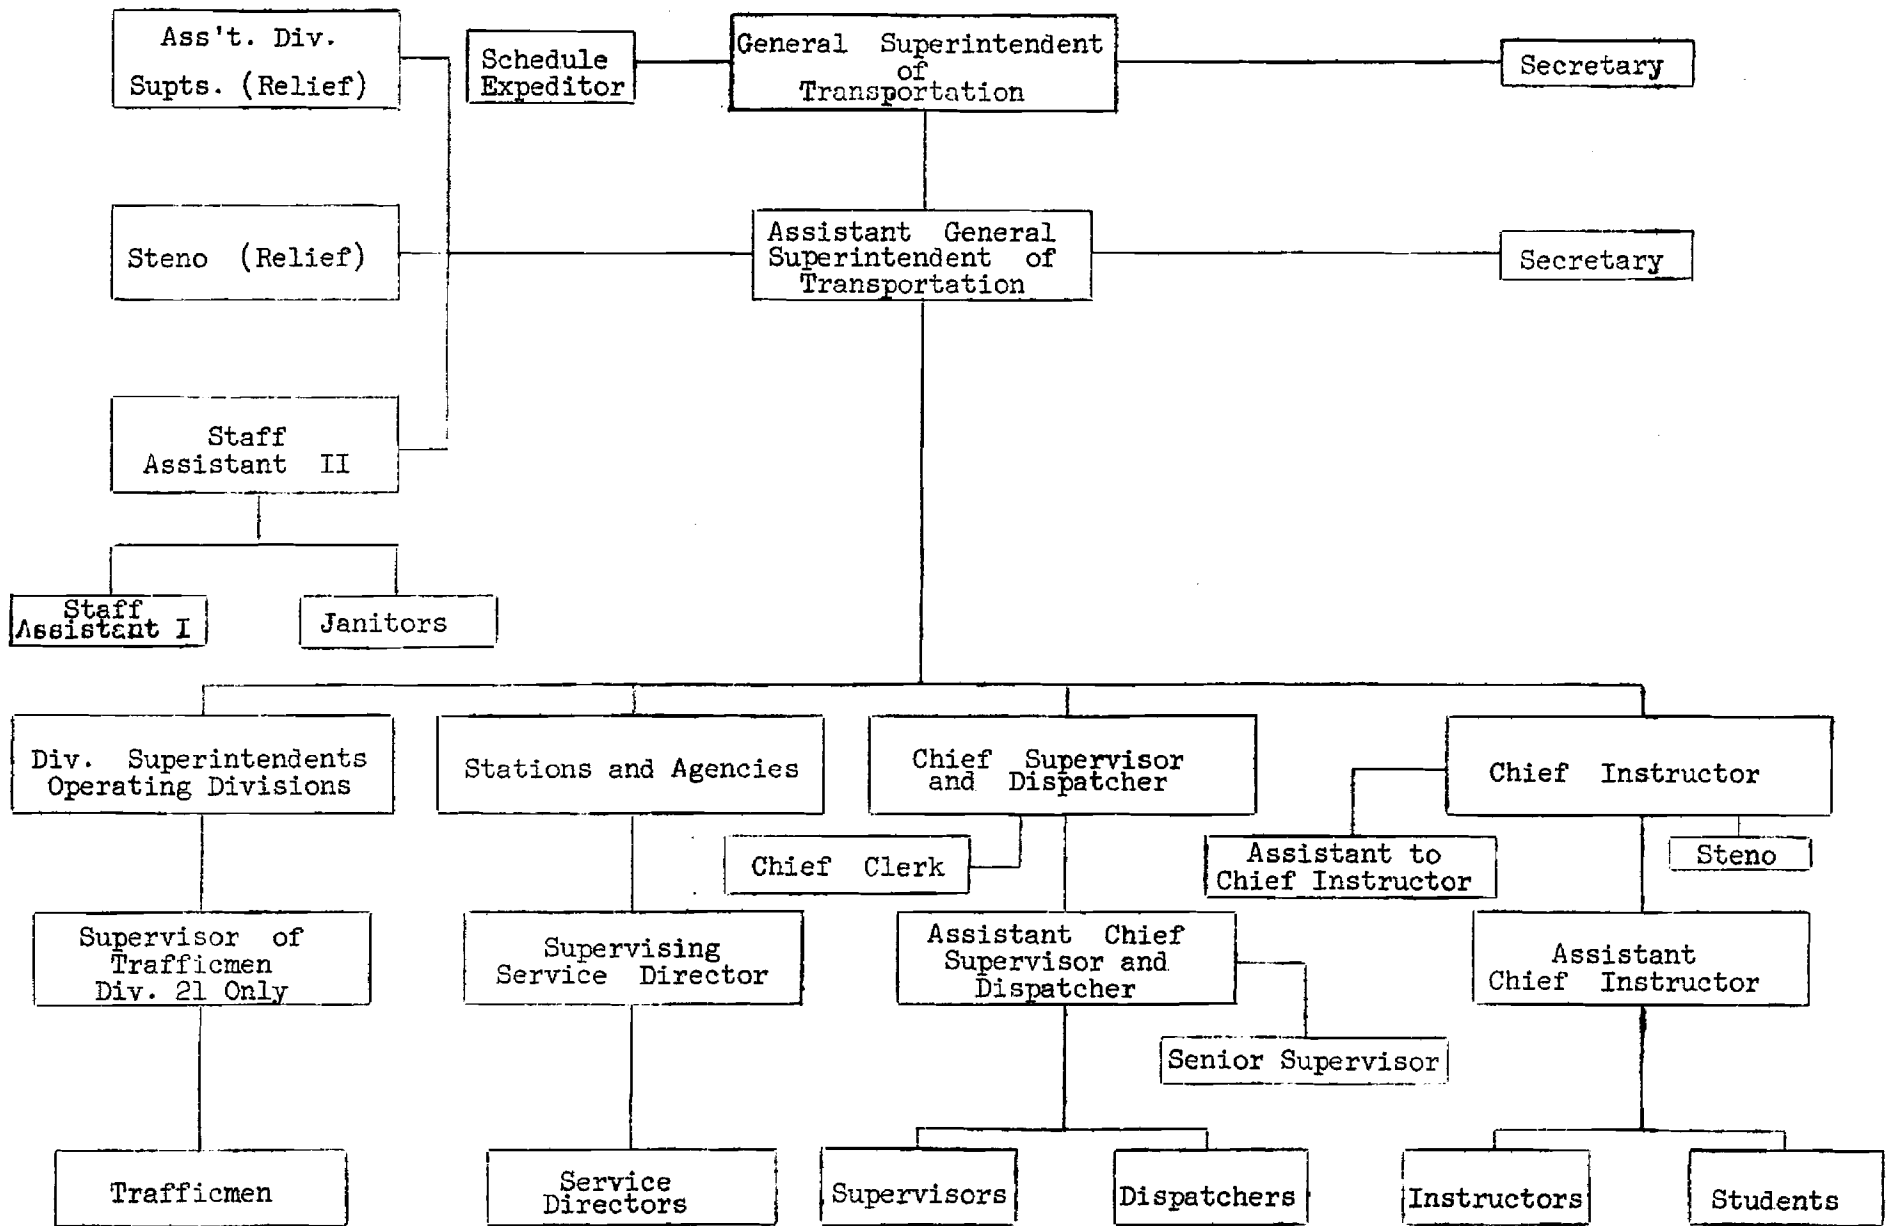 Ass't. Div.
Supts. (Relief)
Schedule
Expeditor
General Superintendent
of
Transportation
Secretary
Steno (Relief)
Assistant General
Superintendent of
Transportation
Secretary
Staff
Assistant II
Staff
Assistant I
Janitors
Div. Superintendents
Operating Divisions
Stations and Agencies
Chief Supervisor
and Dispatcher
Chief Instructor
Chief Clerk
Assistant to
Chief Instructor
Steno
Supervisor of
Trafficmen
Div. 21 Only
Supervising
Service Director
Assistant Chief
Supervisor and
Dispatcher
Assistant
Chief Instructor
Senior Supervisor
Trafficmen
Service
Directors
Supervisors
Dispatchers
Instructors
Students